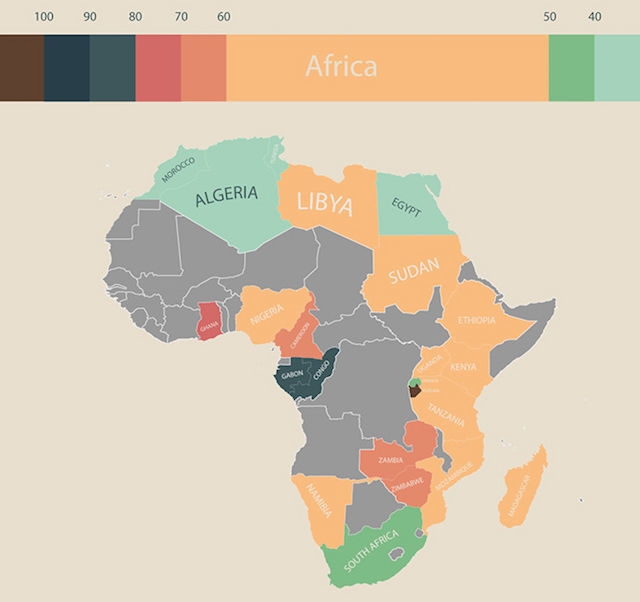 100 90 80 70 60 50 40
Africa
MOROCCO
ALGERIA
LIBYA
EGYPT
SUDAN
NIGERIA
GHANA
CAMEROON
ETHIOPIA
GABON
CONGO
UGANDA
KENYA
TANZANIA
ZAMBIA
ZIMBABWE
MOZAMBIQUE
NAMIBIA
MADAGASCAR
SOUTH AFRICA